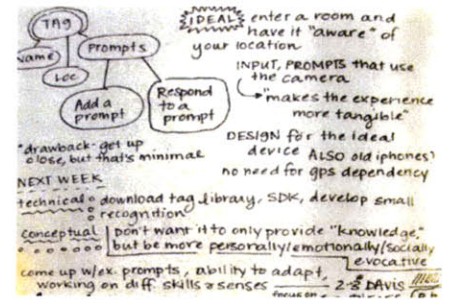 TAG
Name
Loc
Prompts
Add a
prompt
Respond
to a
prompt
"drawback- get up
close, but that's minimal
IDEAL enter a room and
have it "aware" of
your location
INPUT, PROMPTS that use
the camera
"makes the experience
more tangible"
DESIGN for the ideal
device ALSO old iphones
no need for gps dependency
NEXT WEEK
technical download tag library, SDK, develop small
recognition
conceptual don't want it to only provide "knowledge,"
but be more personally/emotionally/socially
evocative
come up w/ex. prompts, ability to adapt,
working on diff. skills & senses
focus on
DAvis